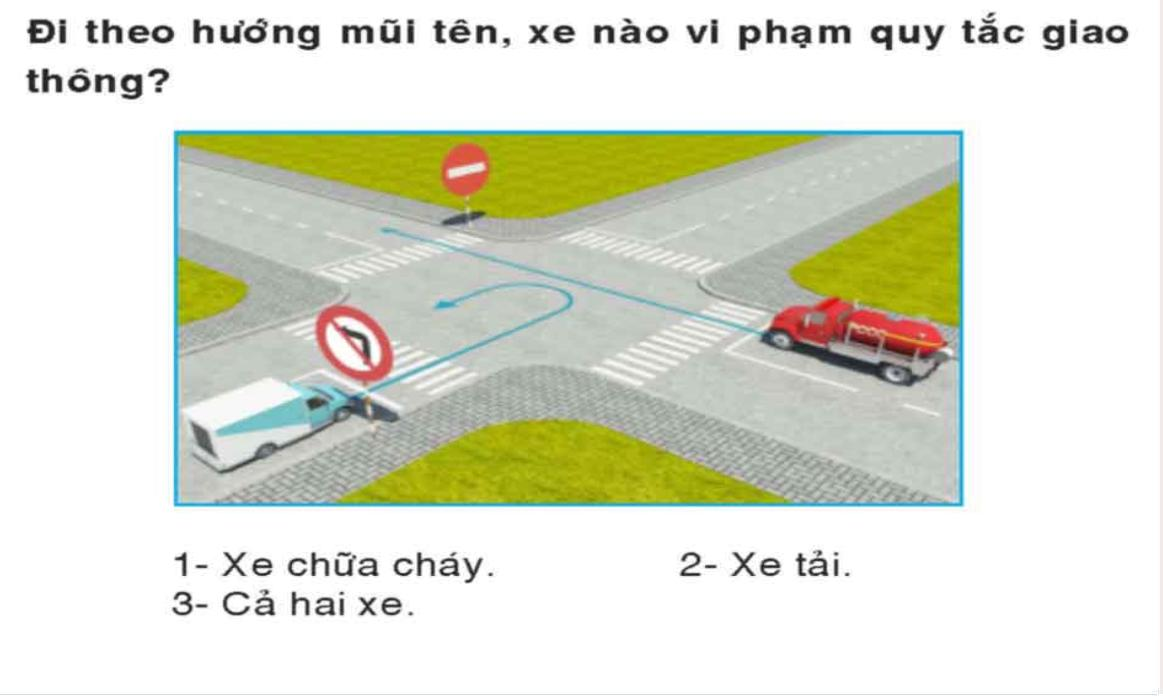 Đi theo hướng mũi tên, xe nào vi phạm quy tắc giao
thông?
1- Xe chữa cháy. 2- Xe tải.
3- Cả hai xe.